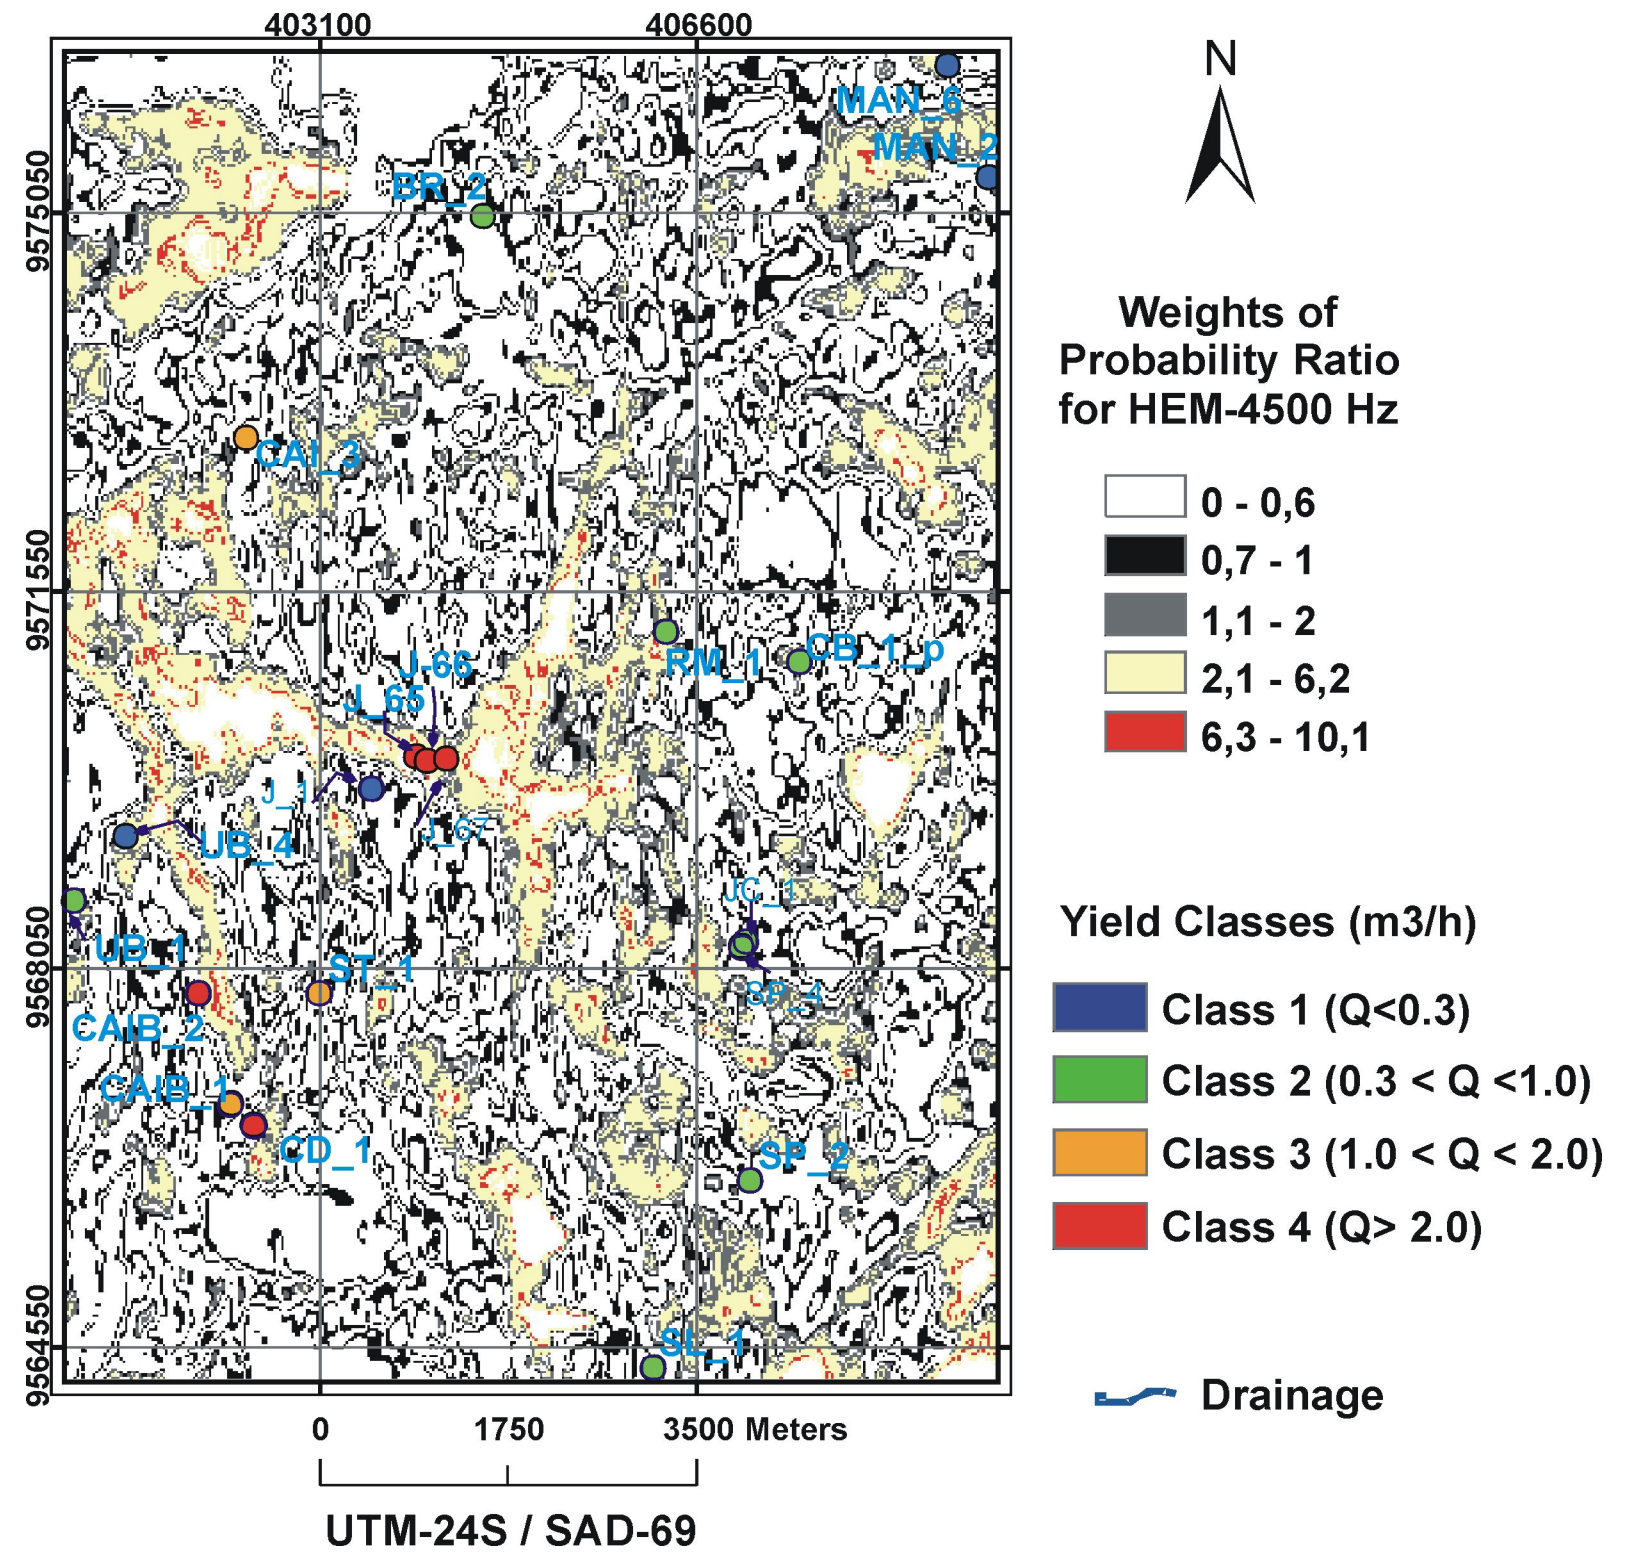 403100 406600
N
MAN_6
MAN_2
9575050
BR_2
Weights of
Probability Ratio
for HEM-4500 Hz
CAI_3
0 - 0,6
0,7 - 1
1,1 - 2
2,1 - 6,2
6,3 - 10,1
9571550
J-66
RM_1
CB_1_p
J_65
J_1
J_67
UB_4
JC_1
9568050
UB_1
ST_1
SP_4
CAIB_2
CAIB_1
CD_1
SP_2
Yield Classes (m3/h)
Class 1 (Q<0.3)
Class 2 (0.3 < Q <1.0)
Class 3 (1.0 < Q < 2.0)
Class 4 (Q> 2.0)
9564550
SL_1
Drainage
0 1750 3500 Meters
UTM-24S / SAD-69